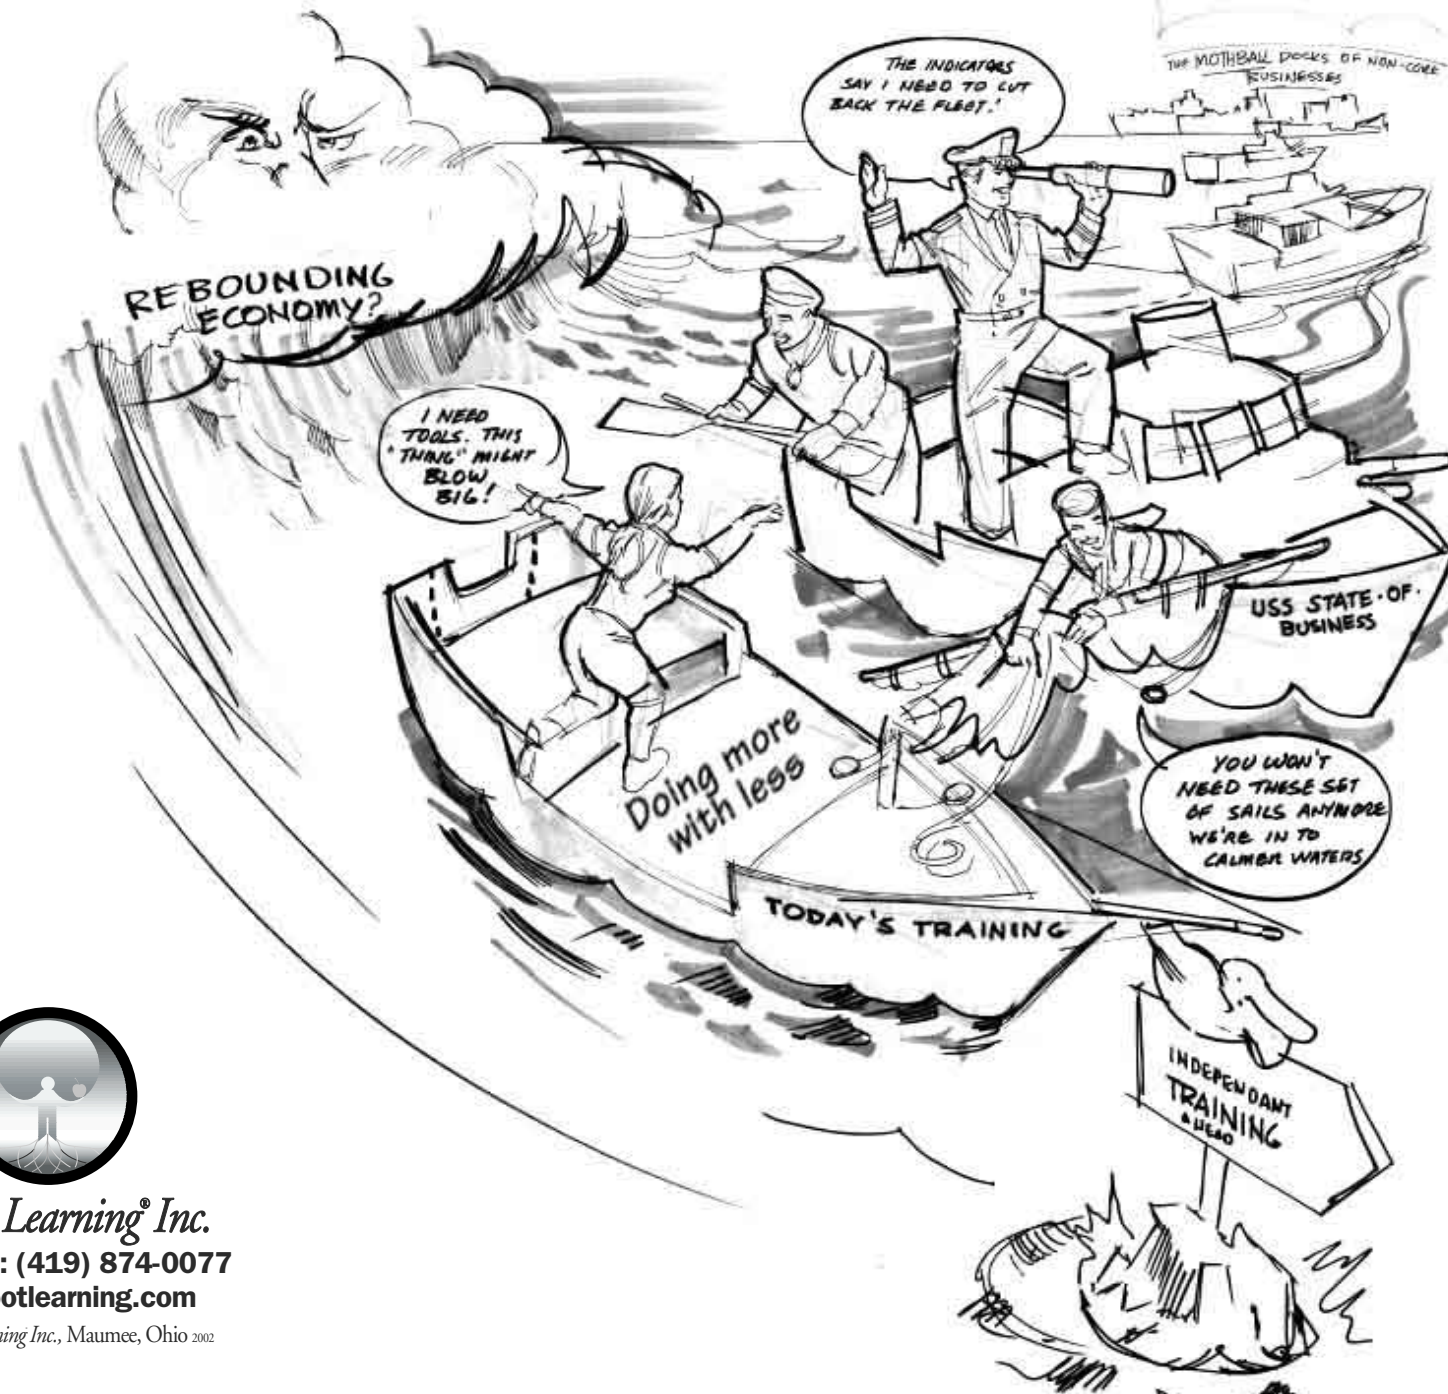 THE MOTHBALL DOCKS OF NON-CORE
BUSINESSES
THE INDICATORS
SAY I NEED TO CUT
BACK THE FLEET.'
REBOUNDING
ECONOMY?
I NEED
TOOLS. THIS
"THING" MIGHT
BLOW
BIG!
USS STATE-OF-
BUSINESS
Doing more
with less
YOU WON'T
NEED THESE SET
OF SAILS ANYMORE
WE'RE IN TO
CALMER WATERS
TODAY'S TRAINING
INDEPENDANT
TRAINING
AHEAD
Learning® Inc.
: (419) 874-0077
otlearning.com
ning Inc., Maumee, Ohio 2002